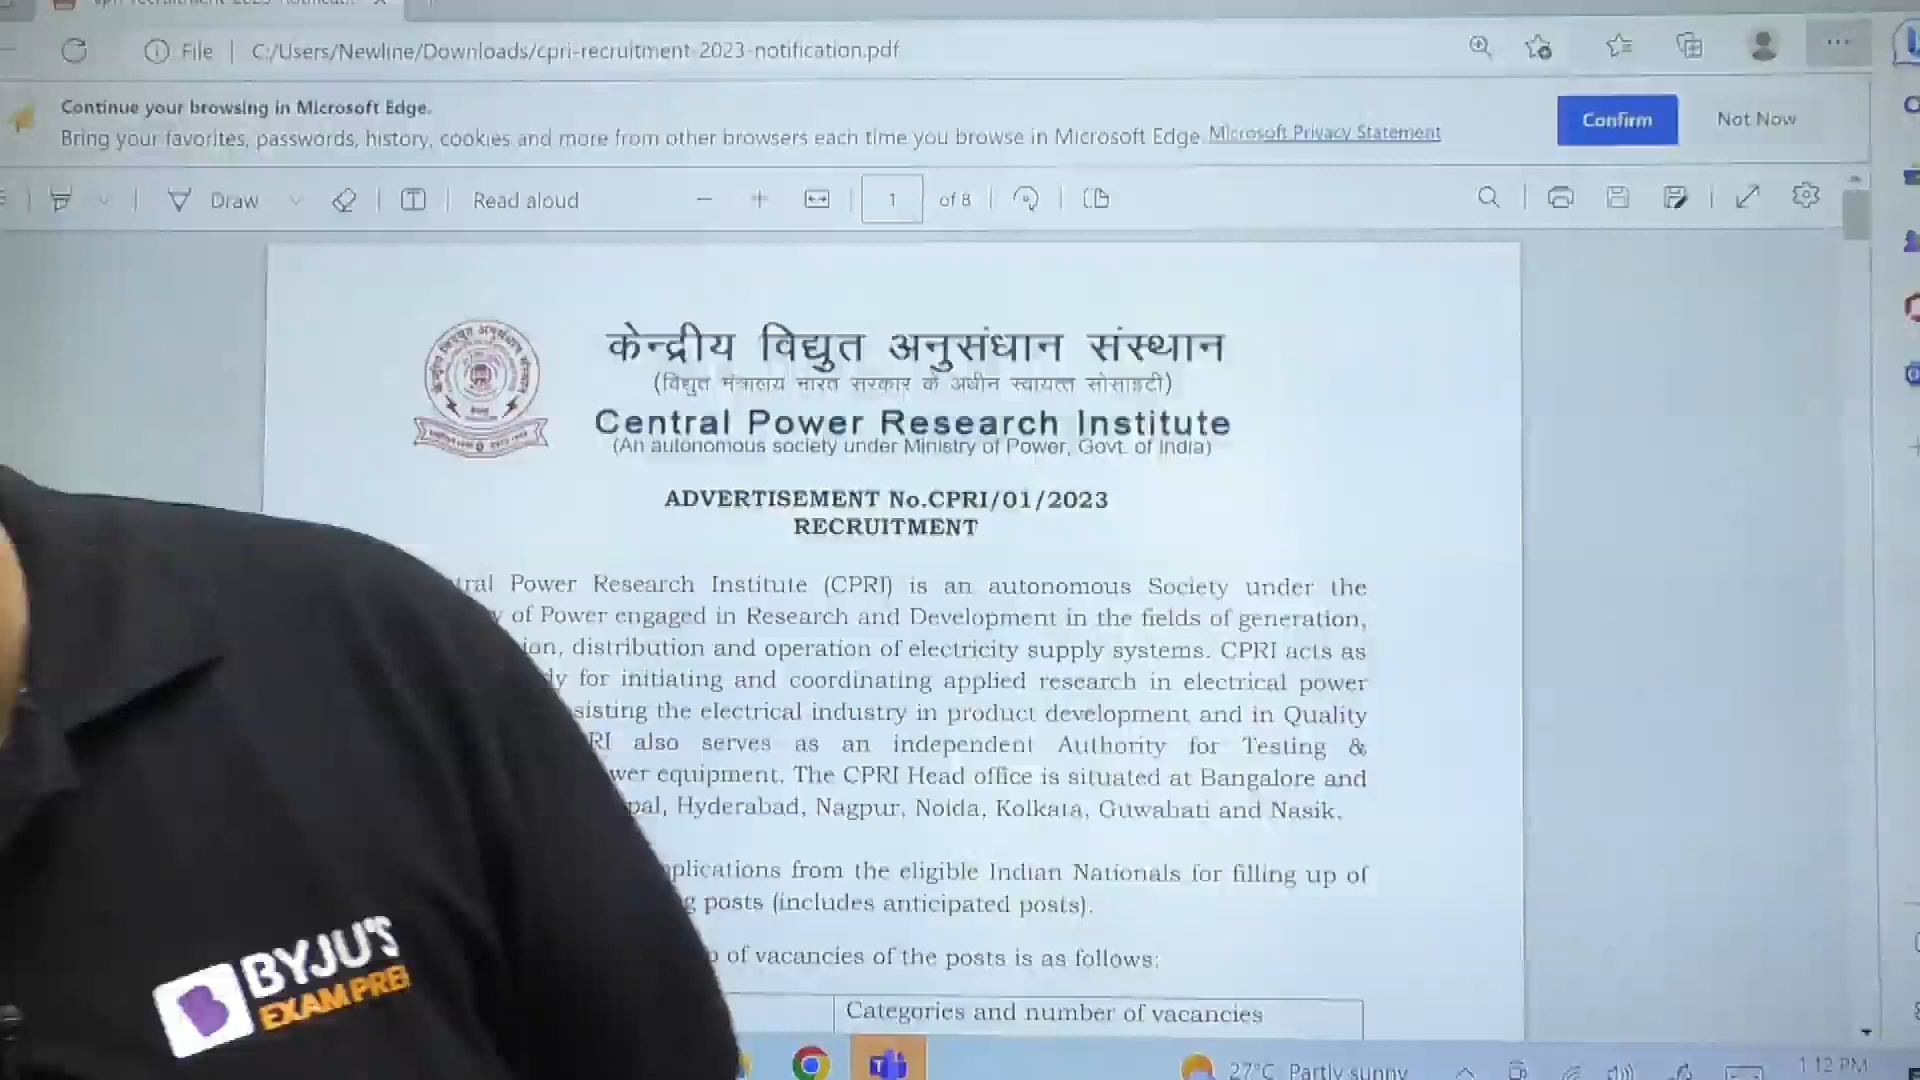 File | C:/Users/Newline/Downloads/cpri-recruitment-2023-notification.pdf
Continue your browsing in Microsoft Edge.
Bring your favorites, passwords, history, cookies and more from other browsers each time you browse in Microsoft Edge. Microsoft Privacy Statement
Confirm
Not Now
Draw
Read aloud
1 of 8
केन्द्रीय विद्युत अनुसंधान संस्थान
(विद्युत मंत्रालय भारत सरकार के अधीन स्वायत्त सोसाइटी)
Central Power Research Institute
(An autonomous society under Ministry of Power, Govt. of India)
ADVERTISEMENT No.CPRI/01/2023
RECRUITMENT
tral Power Research Institute (CPRI) is an autonomous Society under the
y of Power engaged in Research and Development in the fields of generation,
ion, distribution and operation of electricity supply systems. CPRI acts as
dy for initiating and coordinating applied research in electrical power
sisting the electrical industry in product development and in Quality
RI also serves as an independent Authority for Testing &
wer equipment. The CPRI Head office is situated at Bangalore and
pal, Hyderabad, Nagpur, Noida, Kolkata, Guwahati and Nasik.
plications from the eligible Indian Nationals for filling up of
g posts (includes anticipated posts).
p of vacancies of the posts is as follows:
Categories and number of vacancies
BYJU'S
EXAM PREP
27°C Partly sunny
1:12 PM